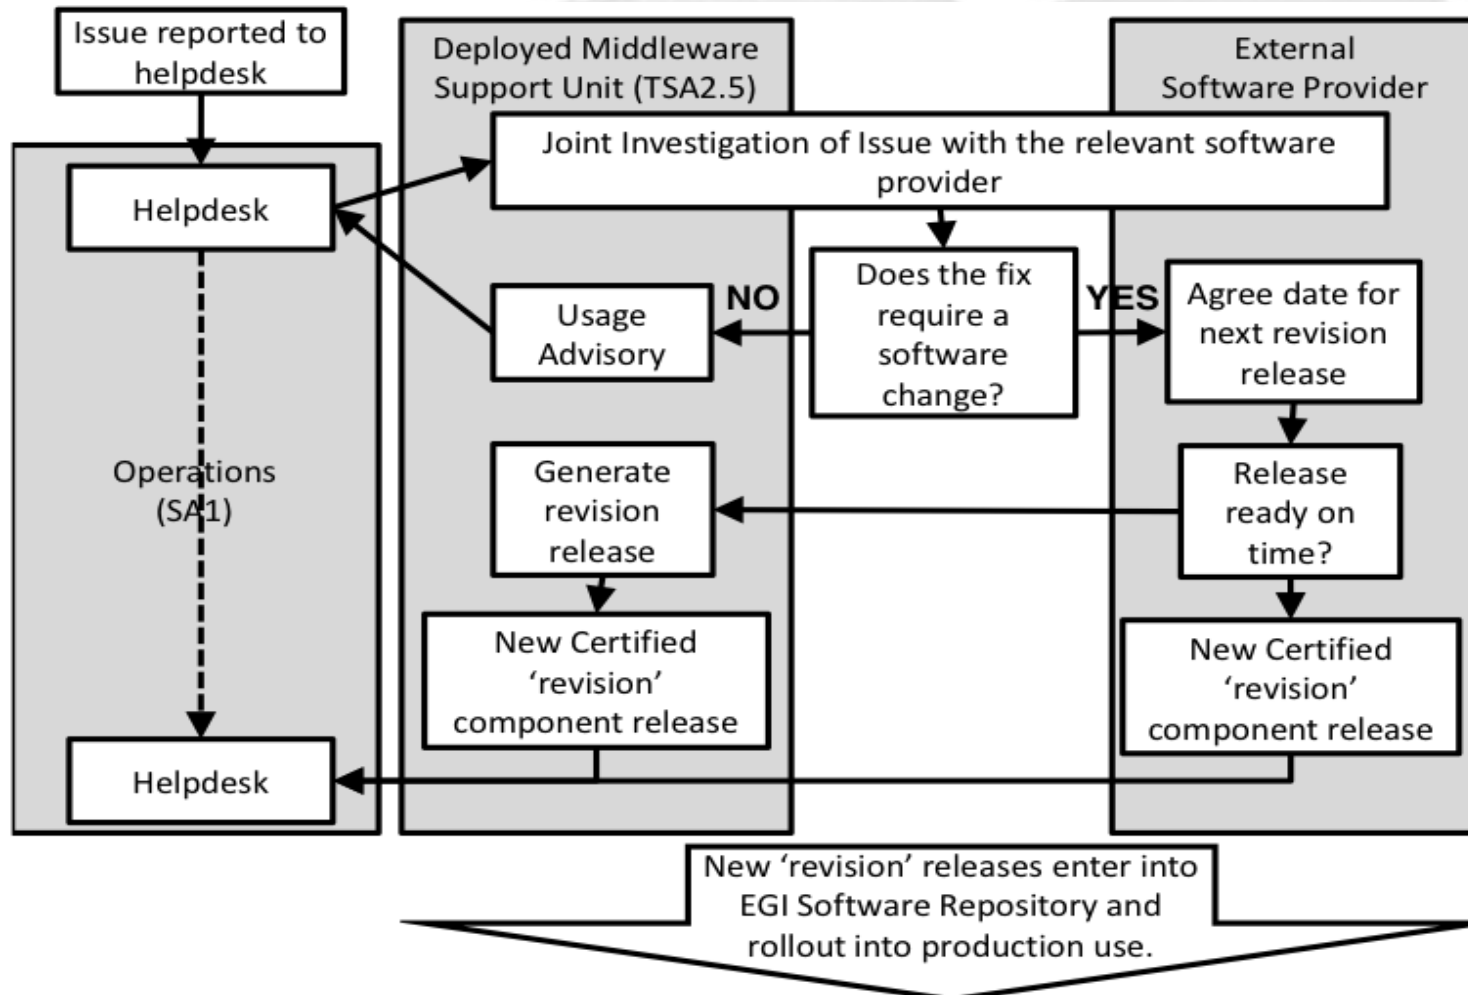 Issue reported to
helpdesk
Deployed Middleware
Support Unit (TSA2.5)
External
Software Provider
Joint Investigation of Issue with the relevant software
provider
Helpdesk
Does the fix
require a
software
change?
NO
YES
Usage
Advisory
Agree date for
next revision
release
Operations
(SA1)
Generate
revision
release
Release
ready on
time?
New Certified
‘revision’
component release
New Certified
‘revision’
component release
Helpdesk
New ‘revision’ releases enter into
EGI Software Repository and
rollout into production use.